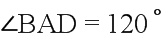 ∠BAD = 120°